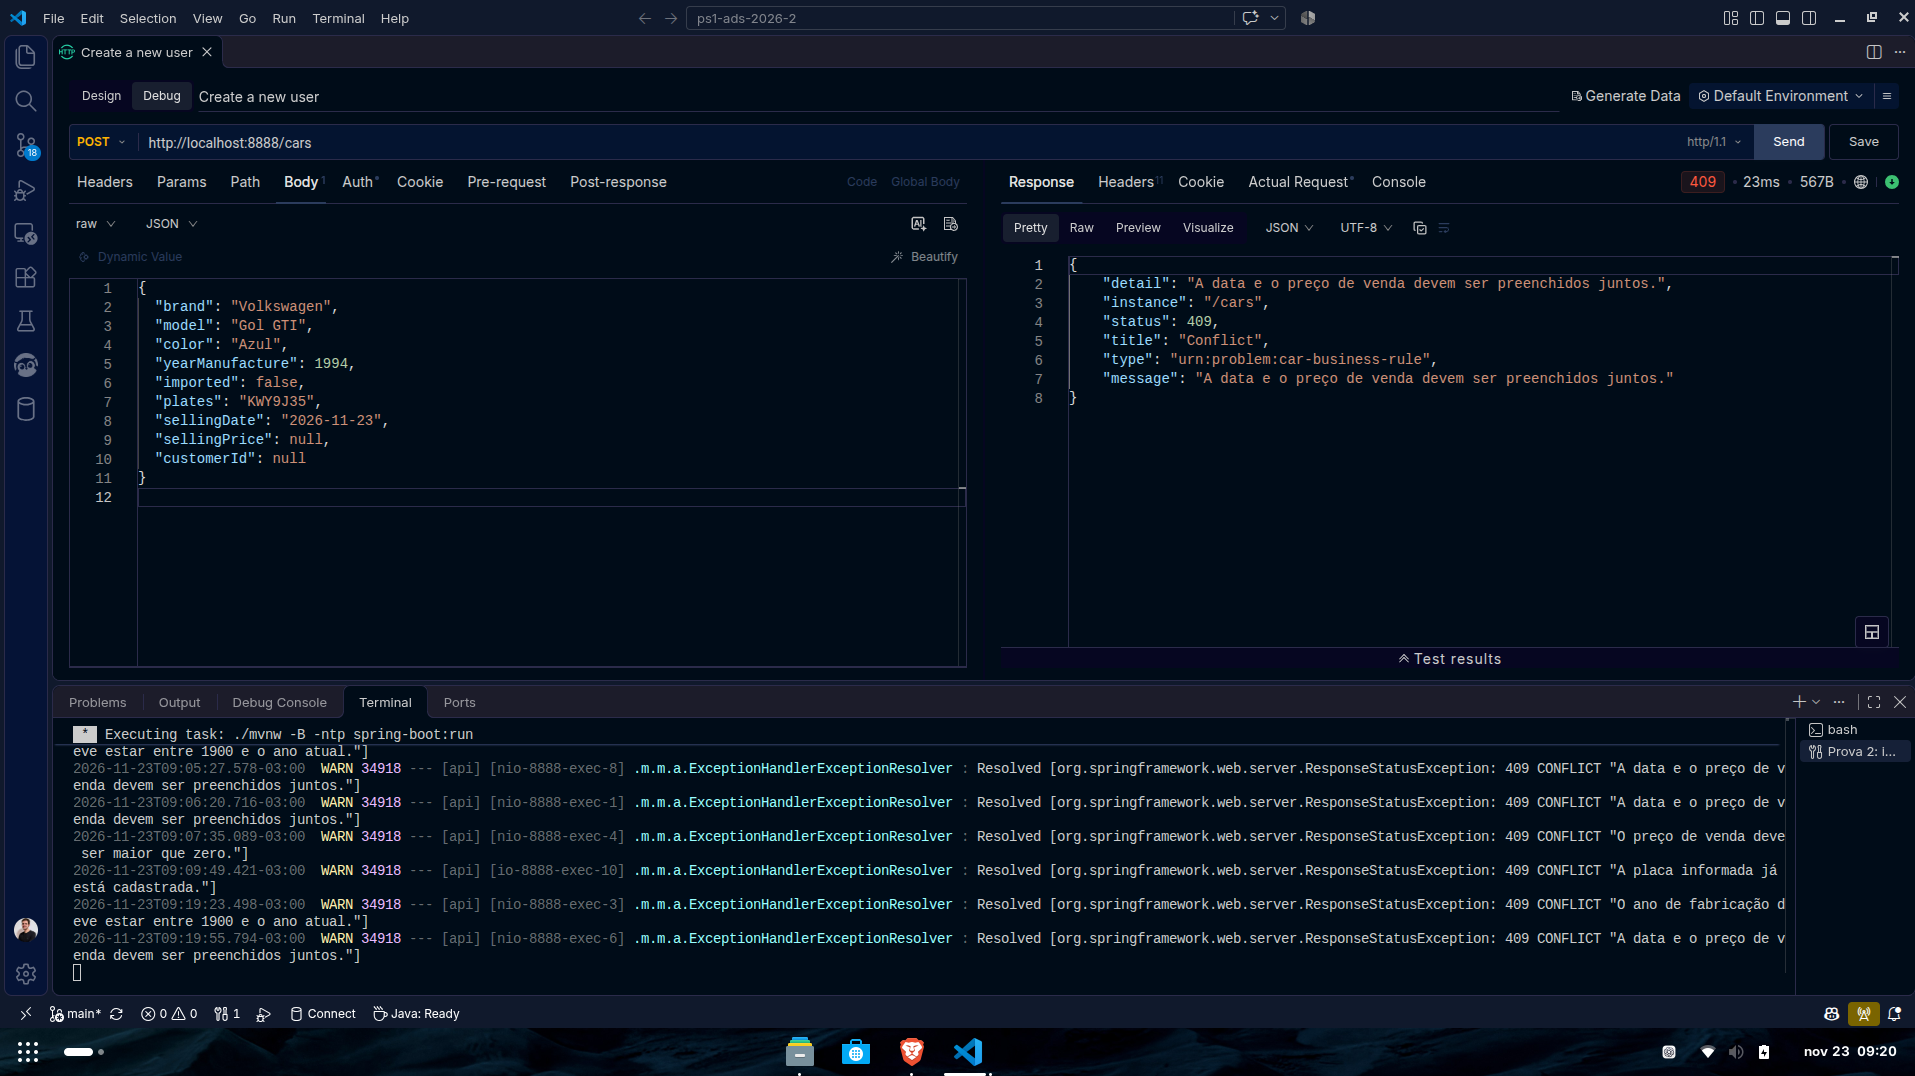 File Edit Selection View Go Run Terminal Help
ps1-ads-2026-2
HTTP Create a new user
Design Debug Create a new user
Generate Data Default Environment
POST http://localhost:8888/cars
http/1.1 Send Save
Headers Params Path Body 1 Auth Cookie Pre-request Post-response Code Global Body
Response Headers 11 Cookie Actual Request Console 409 23ms 567B
raw JSON
Pretty Raw Preview Visualize JSON UTF-8
Dynamic Value Beautify
1 {
2 "brand": "Volkswagen",
3 "model": "Gol GTI",
4 "color": "Azul",
5 "yearManufacture": 1994,
6 "imported": false,
7 "plates": "KWY9J35",
8 "sellingDate": "2026-11-23",
9 "sellingPrice": null,
10 "customerId": null
11 }
12
1 {
2 "detail": "A data e o preço de venda devem ser preenchidos juntos.",
3 "instance": "/cars",
4 "status": 409,
5 "title": "Conflict",
6 "type": "urn:problem:car-business-rule",
7 "message": "A data e o preço de venda devem ser preenchidos juntos."
8 }
Test results
18
Problems Output Debug Console Terminal Ports
* Executing task: ./mvnw -B -ntp spring-boot:run
eve estar entre 1900 e o ano atual."]
2026-11-23T09:05:27.578-03:00 WARN 34918 --- [api] [nio-8888-exec-8] .m.m.a.ExceptionHandlerExceptionResolver : Resolved [org.springframework.web.server.ResponseStatusException: 409 CONFLICT "A data e o preço de v
enda devem ser preenchidos juntos."]
2026-11-23T09:06:20.716-03:00 WARN 34918 --- [api] [nio-8888-exec-1] .m.m.a.ExceptionHandlerExceptionResolver : Resolved [org.springframework.web.server.ResponseStatusException: 409 CONFLICT "A data e o preço de v
enda devem ser preenchidos juntos."]
2026-11-23T09:07:35.089-03:00 WARN 34918 --- [api] [nio-8888-exec-4] .m.m.a.ExceptionHandlerExceptionResolver : Resolved [org.springframework.web.server.ResponseStatusException: 409 CONFLICT "O preço de venda deve
ser maior que zero."]
2026-11-23T09:09:49.421-03:00 WARN 34918 --- [api] [io-8888-exec-10] .m.m.a.ExceptionHandlerExceptionResolver : Resolved [org.springframework.web.server.ResponseStatusException: 409 CONFLICT "A placa informada já
está cadastrada."]
2026-11-23T09:19:23.498-03:00 WARN 34918 --- [api] [nio-8888-exec-3] .m.m.a.ExceptionHandlerExceptionResolver : Resolved [org.springframework.web.server.ResponseStatusException: 409 CONFLICT "O ano de fabricação d
eve estar entre 1900 e o ano atual."]
2026-11-23T09:19:55.794-03:00 WARN 34918 --- [api] [nio-8888-exec-6] .m.m.a.ExceptionHandlerExceptionResolver : Resolved [org.springframework.web.server.ResponseStatusException: 409 CONFLICT "A data e o preço de v
enda devem ser preenchidos juntos."]
bash
Prova 2: i...
main* 0 0 1 Connect Java: Ready
nov 23 09:20